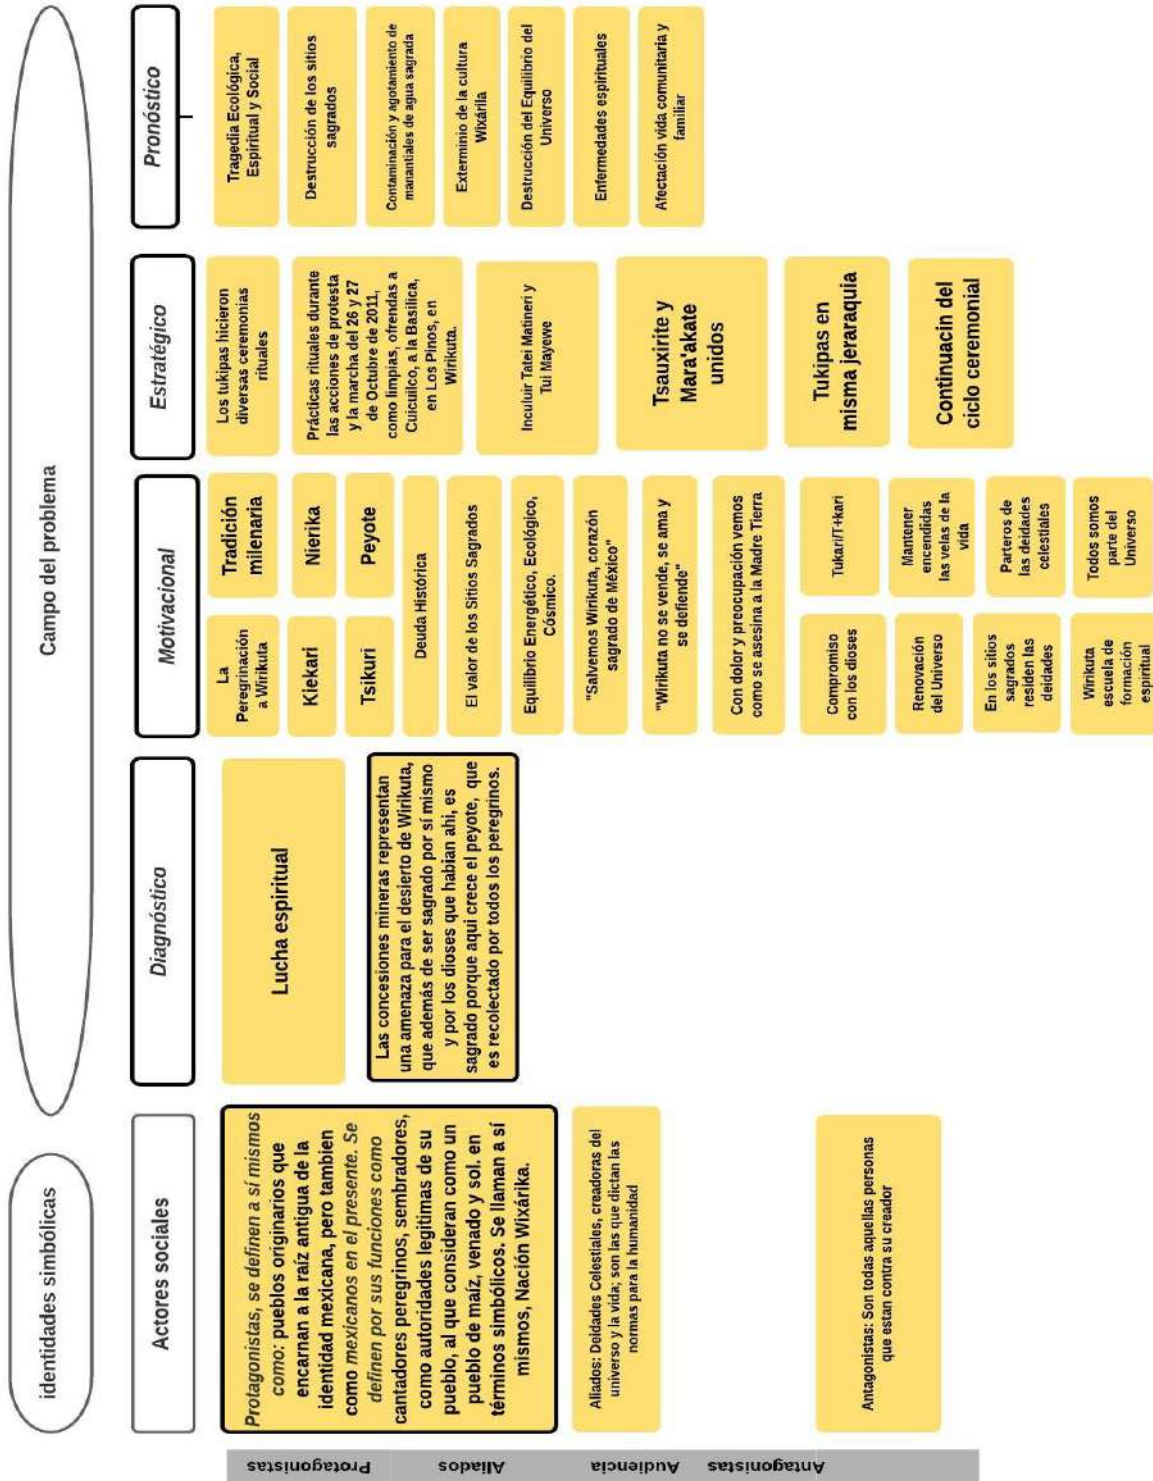 identidades simbólicas
Campo del problema
Actores sociales
Diagnóstico
Motivacional
Estratégico
Pronóstico
Protagonistas
Aliados
Audiencia
Antagonistas
Protagonistas, se definen a sí mismos
como: pueblos originarios que
encarnan a la raíz antigua de la
identidad mexicana, pero tambien
como mexicanos en el presente. Se
definen por sus funciones como
cantadores peregrinos, sembradores,
como autoridades legitimas de su
pueblo, al que consideran como un
pueblo de maíz, venado y sol. en
términos simbólicos. Se llaman a sí
mismos, Nación Wixárika.
Aliados: Deidades Celestiales, creadoras del
universo y la vida; son las que dictan las
normas para la humanidad
Antagonistas: Son todas aquellas personas
que estan contra su creador
Lucha espiritual
Las concesiones mineras representan
una amenaza para el desierto de Wirikuta,
que además de ser sagrado por sí mismo
y por los dioses que habian ahi, es
sagrado porque aqui crece el peyote, que
es recolectado por todos los peregrinos.
La
Peregrinación
a Wirikuta
Tradición
milenaria
Kiekari
Nierika
Tsikuri
Peyote
Deuda Histórica
El valor de los Sitios Sagrados
Equilibrio Energético, Ecológico,
Cósmico.
"Salvemos Wirikuta, corazón
sagrado de México"
"Wirikuta no se vende, se ama y
se defiende"
Con dolor y preocupación vemos
como se asesina a la Madre Tierra
Compromiso
con los dioses
Tukari/T+kari
Renovación
del Universo
Mantener
encendidas
las velas de la
vida
En los sitios
sagrados
residen las
deidades
Parteros de
las deidades
celestiales
Wirikuta
escuela de
formación
espiritual
Todos somos
parte del
Universo
Los tukipas hicieron
diversas ceremonias
rituales
Prácticas rituales durante
las acciones de protesta
y la marcha del 26 y 27
de Octubre de 2011,
como limpias, ofrendas a
Cuicuilco, a la Basílica,
en Los Pinos, en
Wirikuta.
Inculuir Tatei Matineri y
Tui Mayewe
Tsauxirite y
Mara'akate
unidos
Tukipas en
misma jeraraquia
Continuacin del
ciclo ceremonial
Tragedia Ecológica,
Espiritual y Social
Destrucción de los sitios
sagrados
Contaminación y agotamiento de
manantiales de agua sagrada
Exterminio de la cultura
Wixárila
Destrucción del Equilibrio del
Universo
Enfermedades espirituales
Afectación vida comunitaria y
familiar